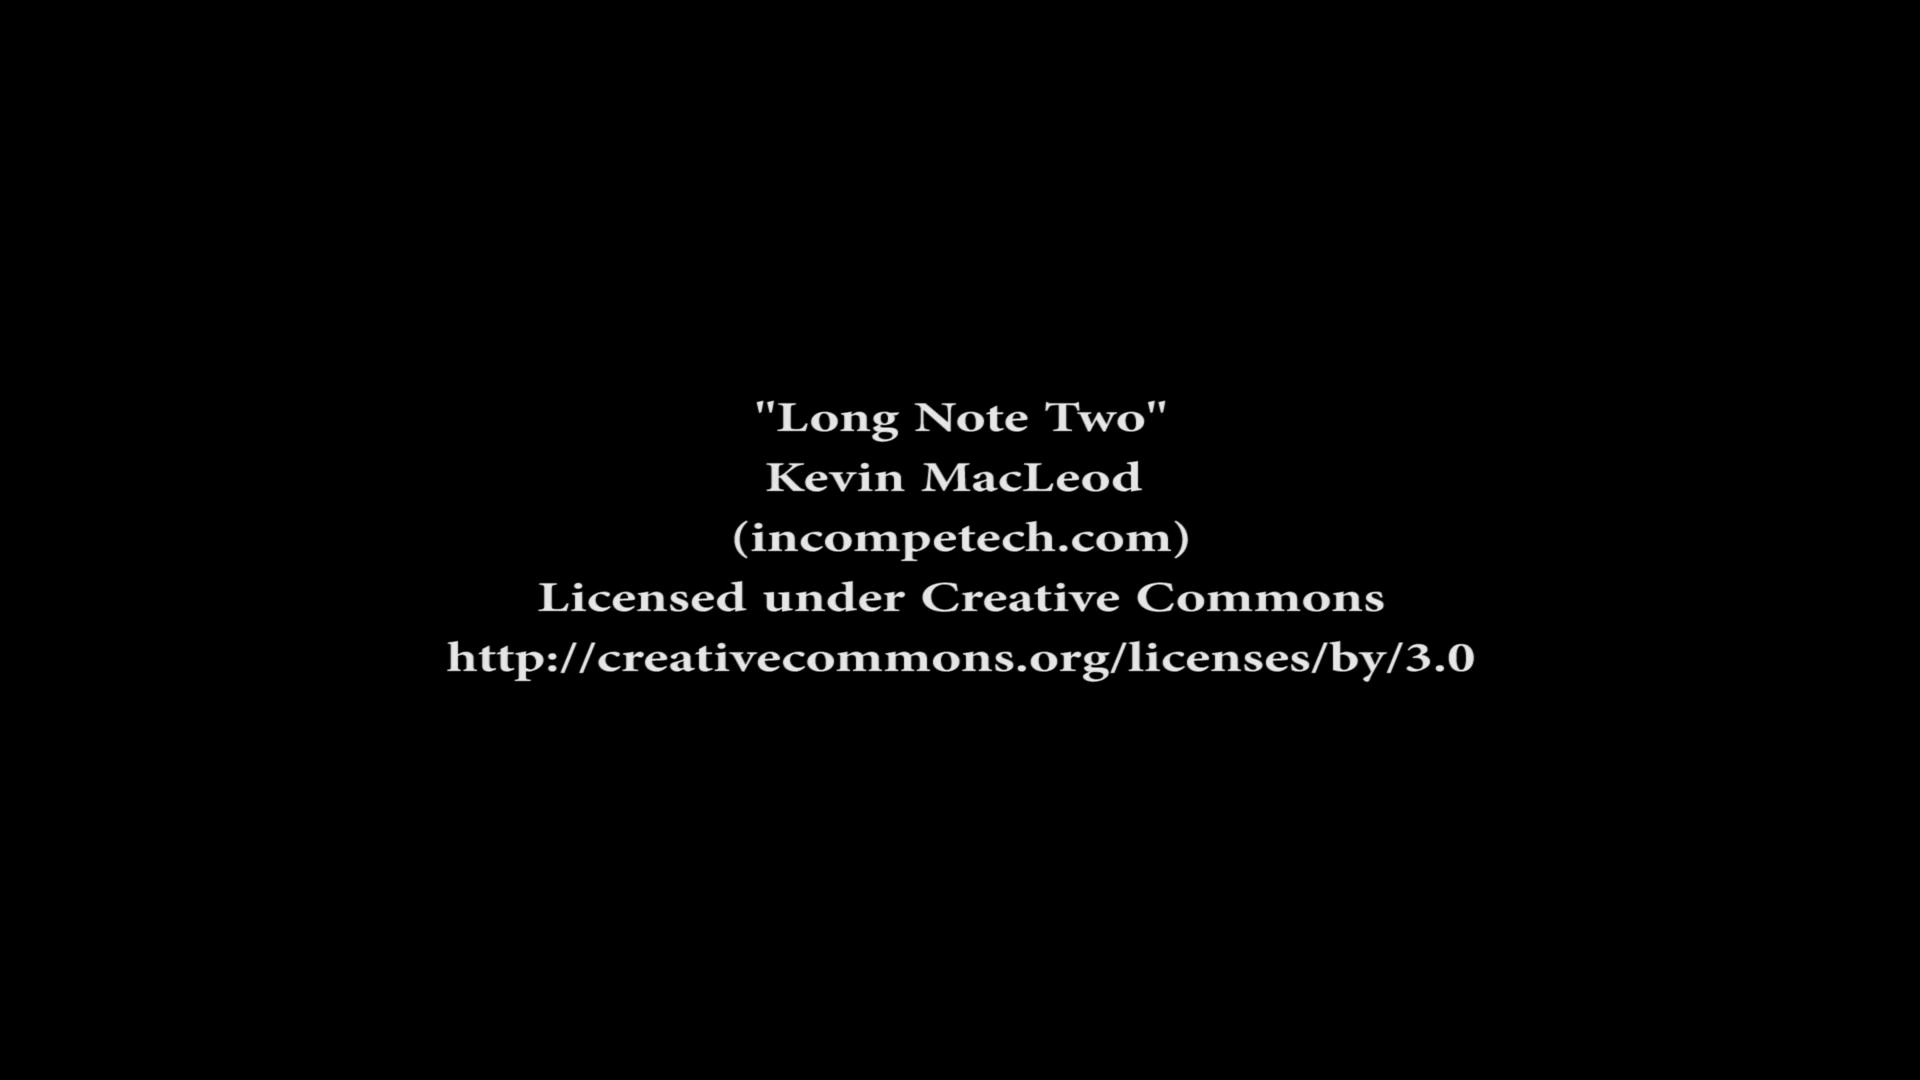 "Long Note Two"
Kevin MacLeod
(incompetech.com)
Licensed under Creative Commons
http://creativecommons.org/licenses/by/3.0